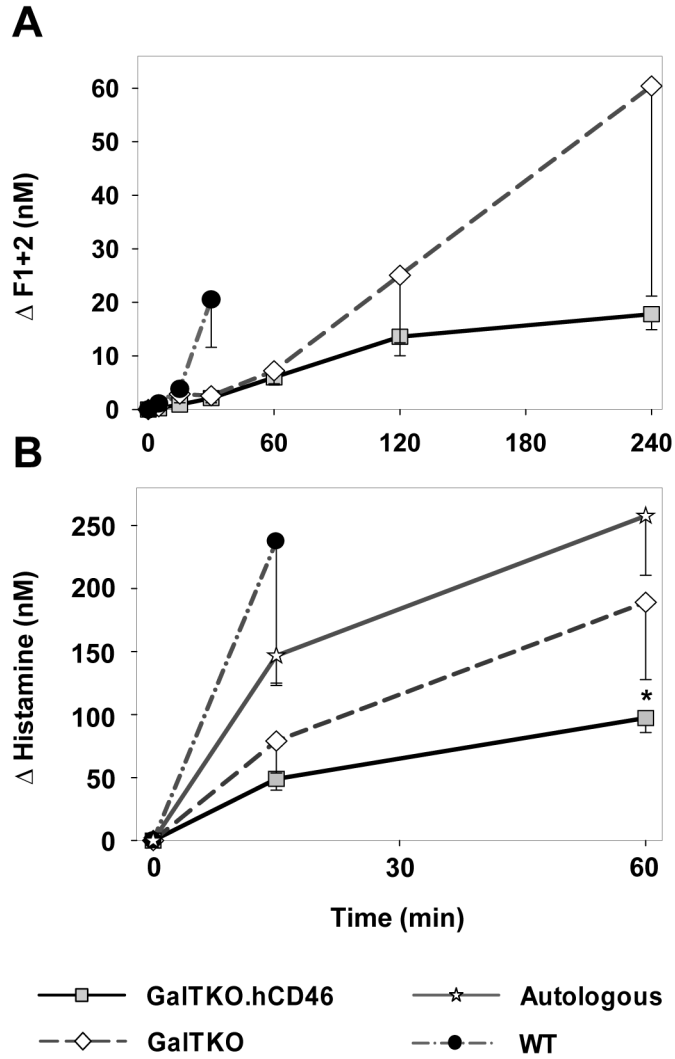 A
Δ F1+2 (nM)
60
50
40
30
20
10
0
0 60 120 180 240
B
Δ Histamine (nM)
250
200
150
100
50
0
*
0 30 60
Time (min)
GalTKO.hCD46 Autologous
GalTKO WT